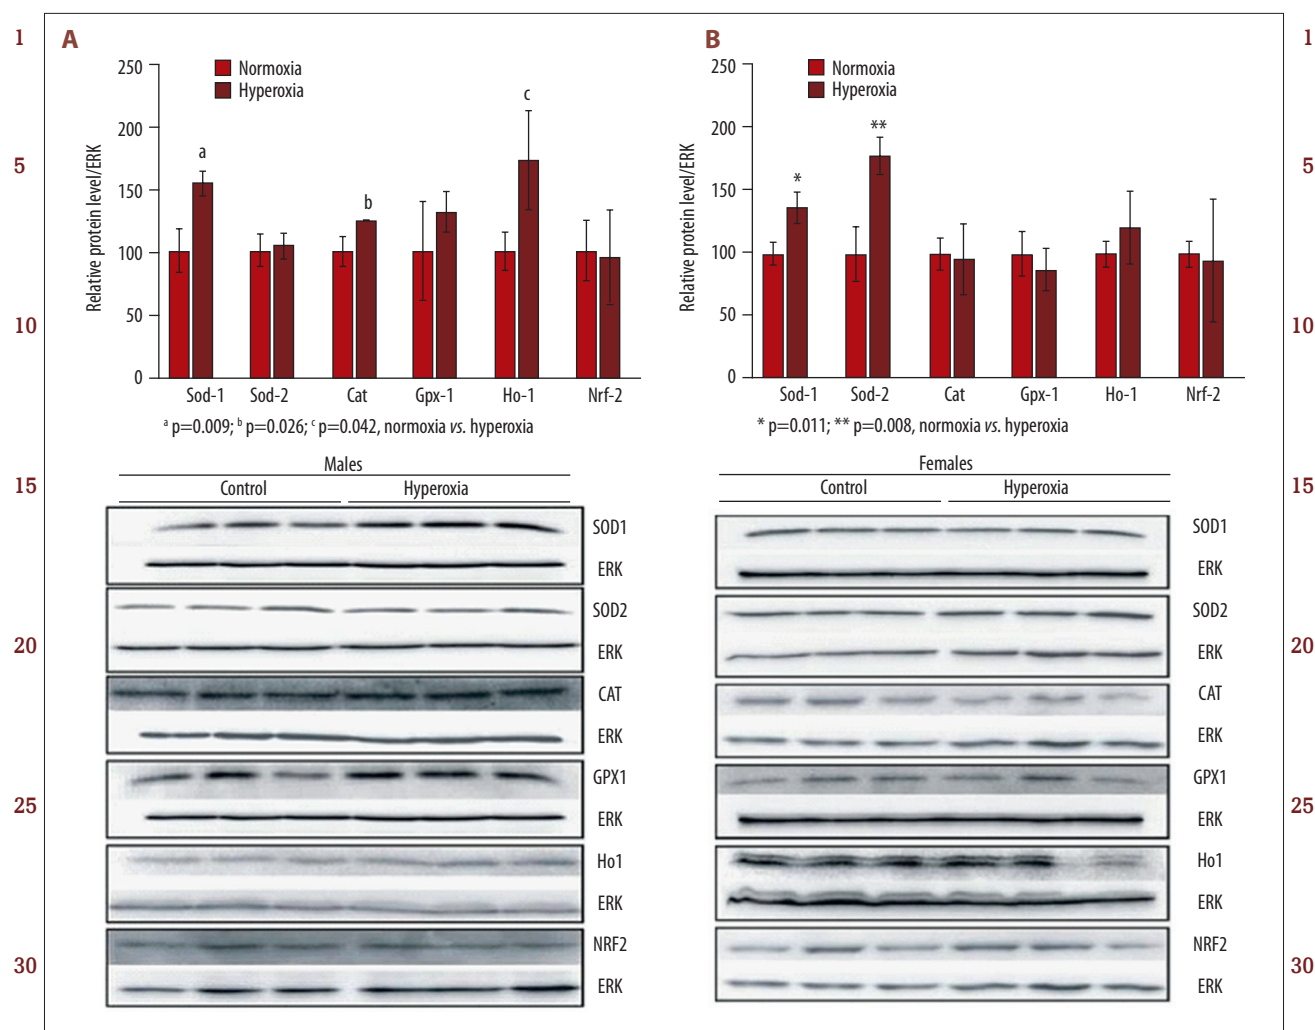 1
5
10
15
20
25
30
A
250
200
150
100
50
0
Relative protein level/ERK
Normoxia
Hyperoxia
a
b
c
Sod-1 Sod-2 Cat Gpx-1 Ho-1 Nrf-2
a p=0.009; b p=0.026; c p=0.042, normoxia vs. hyperoxia
Males
Control Hyperoxia
SOD1
ERK
SOD2
ERK
CAT
ERK
GPX1
ERK
Ho1
ERK
NRF2
ERK
B
250
200
150
100
50
0
Relative protein level/ERK
Normoxia
Hyperoxia
*
**
Sod-1 Sod-2 Cat Gpx-1 Ho-1 Nrf-2
* p=0.011; ** p=0.008, normoxia vs. hyperoxia
Females
Control Hyperoxia
SOD1
ERK
SOD2
ERK
CAT
ERK
GPX1
ERK
Ho1
ERK
NRF2
ERK
1
5
10
15
20
25
30